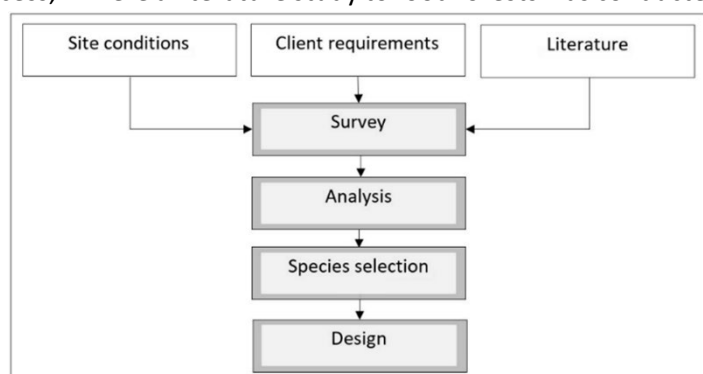 Site conditions
Client requirements
Literature
Survey
Analysis
Species selection
Design